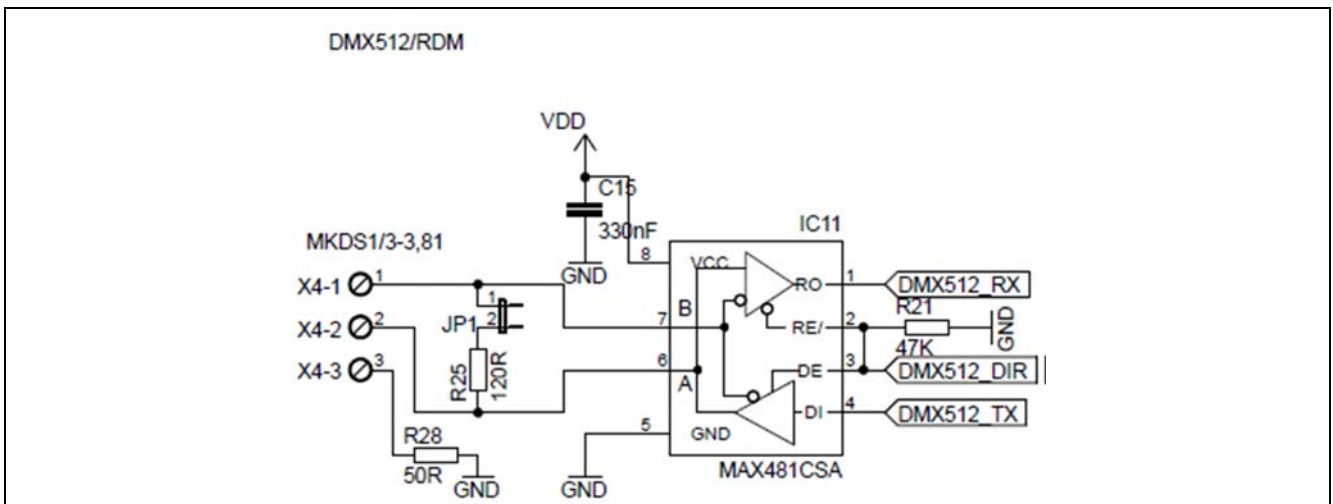 DMX512/RDM
VDD
C15
330nF
GND
IC11
MKDS1/3-3,81
8
VCC
X4-1 1
1
B
RO 1 DMX512_RX
R21
X4-2 2
JP1 2
7
RE/ 2
GND
47K
X4-3 3
R25
120R
6
A
DE 3 DMX512_DIR
DI 4 DMX512_TX
5
GND
R28
50R
GND
GND
MAX481CSA